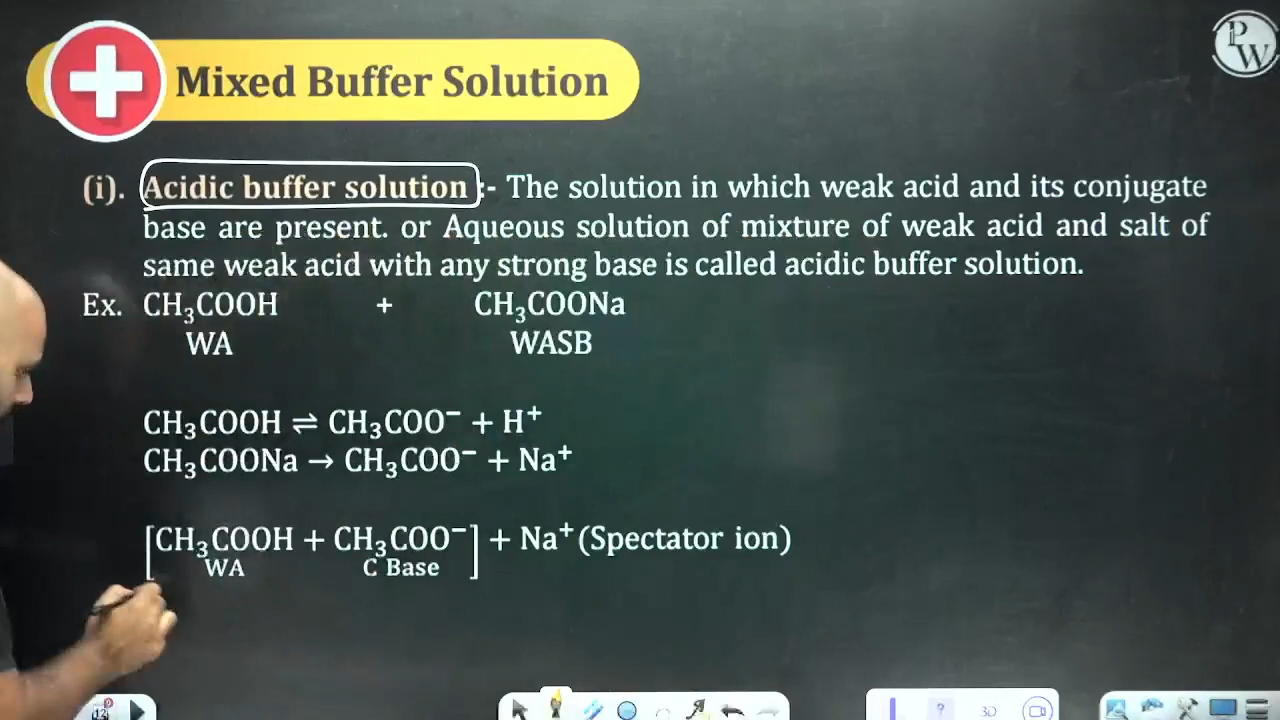 PW
Mixed Buffer Solution
(i). Acidic buffer solution :- The solution in which weak acid and its conjugate
base are present. or Aqueous solution of mixture of weak acid and salt of
same weak acid with any strong base is called acidic buffer solution.
Ex. CH₃COOH + CH₃COONa
WA WASB
CH₃COOH ⇌ CH₃COO⁻ + H⁺
CH₃COONa → CH₃COO⁻ + Na⁺
[CH₃COOH + CH₃COO⁻] + Na⁺ (Spectator ion)
WA C Base
? 3D